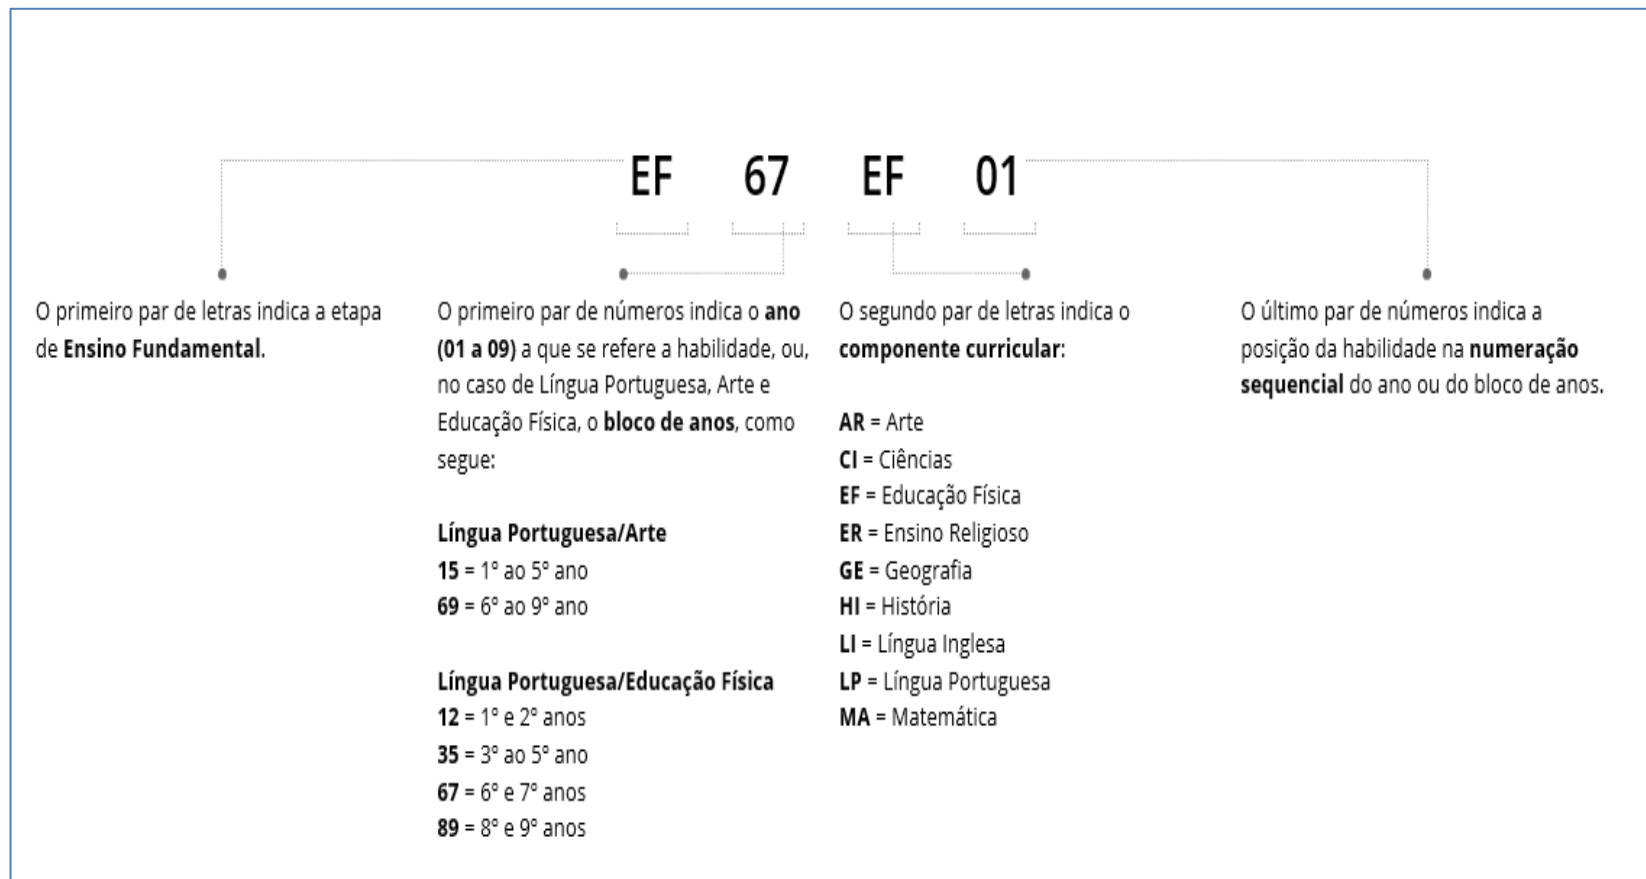 EF 67 EF 01
O primeiro par de letras indica a etapa
de Ensino Fundamental.
O primeiro par de números indica o ano
(01 a 09) a que se refere a habilidade, ou,
no caso de Língua Portuguesa, Arte e
Educação Física, o bloco de anos, como
segue:
Língua Portuguesa/Arte
15 = 1º ao 5º ano
69 = 6º ao 9º ano
Língua Portuguesa/Educação Física
12 = 1º e 2º anos
35 = 3º ao 5º ano
67 = 6º e 7º anos
89 = 8º e 9º anos
O segundo par de letras indica o
componente curricular:
AR = Arte
CI = Ciências
EF = Educação Física
ER = Ensino Religioso
GE = Geografia
HI = História
LI = Língua Inglesa
LP = Língua Portuguesa
MA = Matemática
O último par de números indica a
posição da habilidade na numeração
sequencial do ano ou do bloco de anos.